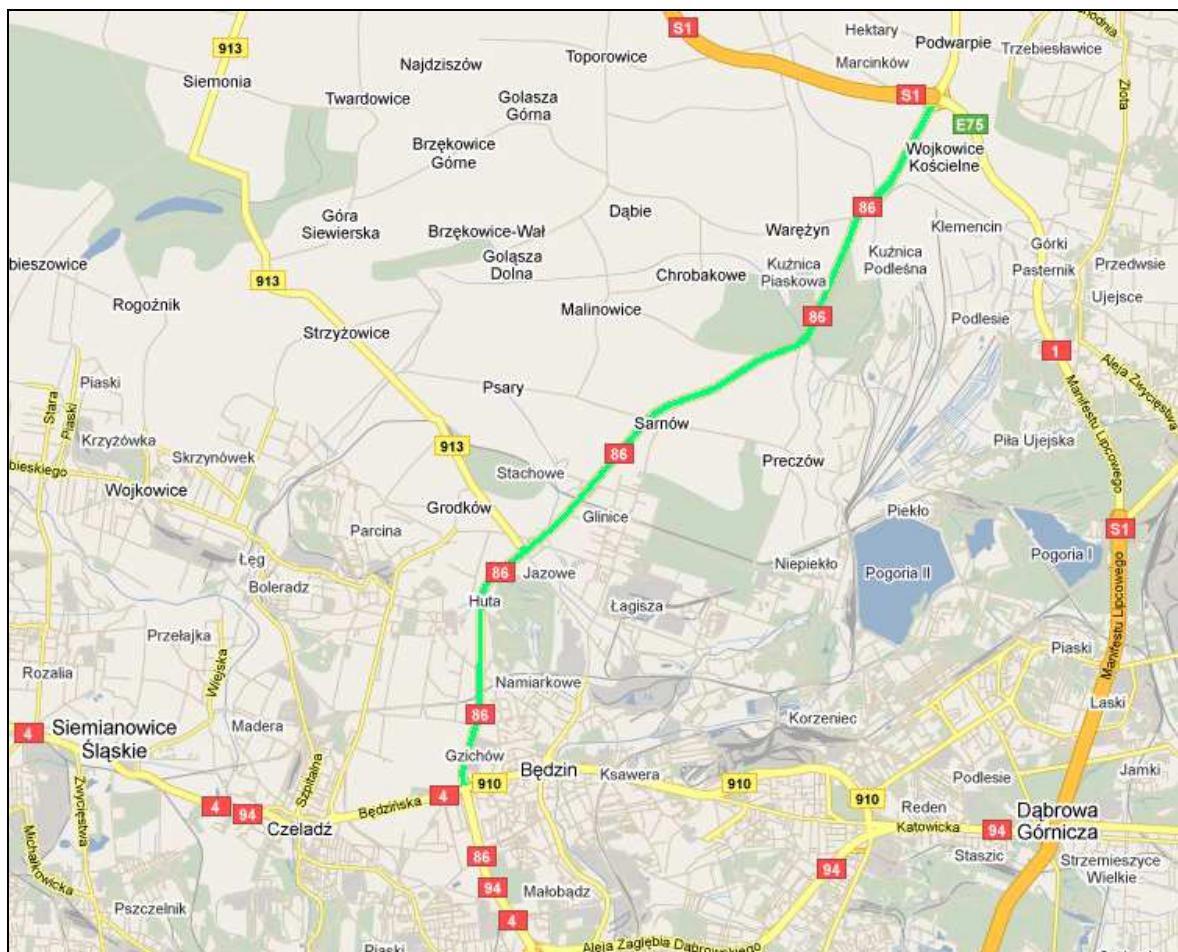 S1
Hektary
913
Podwarpie
Trzebiesławice
Toporowice
Najdziszów
Marcinków
Siemonia
Złota
Twardowice
Golasza
Górna
S1
E75
Brzękowice
Górne
Wojkowice
Kościelne
86
Dąbie
Góra
Siewierska
Brzękowice-Wał
Warężyn
Klemencin
Goląsza
Dolna
Kuźnica
Podleśna
Górki
bieszowice
Chrobakowe
Kuźnica
Piaskowa
Pasternik
Przedwsie
913
Ujejsce
Rogoźnik
Malinowice
86
Podlesie
Strzyżowice
1
Aleja Zwycięstwa
Piaski
Psary
Stara
Piaski
Manifestu Lipcowego
Sarnów
Krzyżówka
913
Piła Ujejska
Skrzynówek
86
bieskiego
Stachowe
Preczów
Wojkowice
Grodków
Piekło
Glinice
Parcina
S1
Łęg
Niepiekło
Pogoria II
Pogoria I
Boleradz
86
Jazowe
Huta
Łagisza
Manifestu Lipcowego
Przełajka
Wiejska
Piaski
Rozalia
Namiarkowe
Laski
Madera
86
Korzeniec
4
Siemianowice
Śląskie
Gzichów
Szpitalna
Będzin
Ksawera
910
910
Podlesie
Jamki
4
910
Zwycięstwa
4
94
Będzińska
Reden
Dąbrowa
Górnicza
Czeladź
Katowicka
94
Michałkowicka
86
94
Staszic
Strzemieszyce
Wielkie
94
Małobądz
Pszczelnik
4
Piaski
Aleja Zagłębia Dąbrowskiego